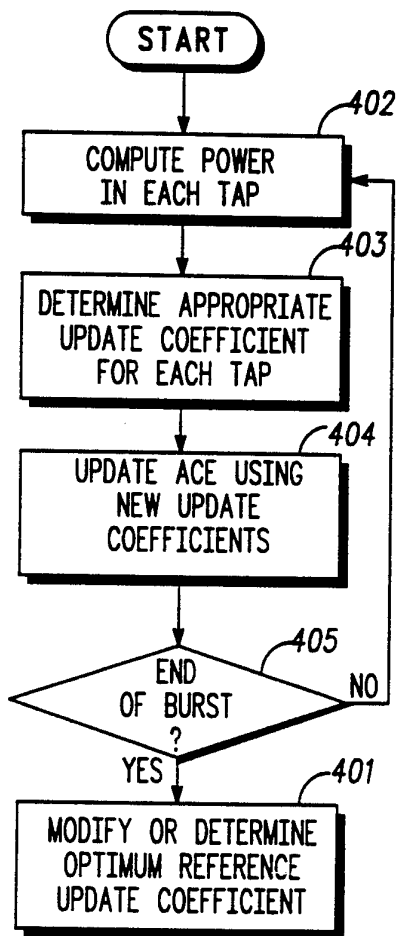 START
402
COMPUTE POWER
IN EACH TAP
403
DETERMINE APPROPRIATE
UPDATE COEFFICIENT
FOR EACH TAP
404
UPDATE ACE USING
NEW UPDATE
COEFFICIENTS
405
END
OF BURST
?
NO
YES
401
MODIFY OR DETERMINE
OPTIMUM REFERENCE
UPDATE COEFFICIENT